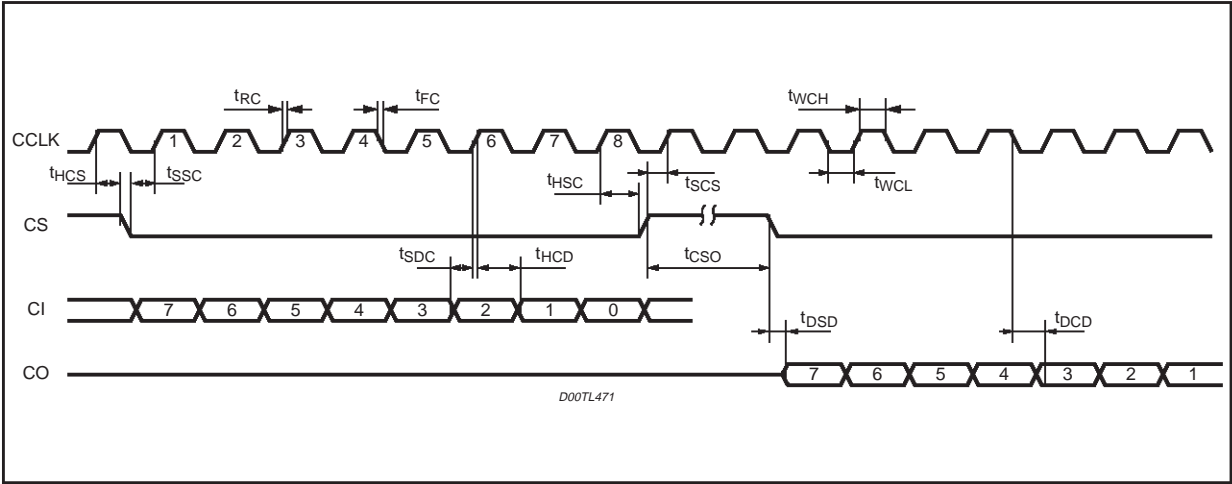 tRC
tFC
tWCH
CCLK
1 2 3 4 5 6 7 8
tHCS
tSSC
tHSC
tSCS
tWCL
CS
tSDC
tHCD
tCSO
CI
7 6 5 4 3 2 1 0
tDSD
tDCD
CO
7 6 5 4 3 2 1
D00TL471